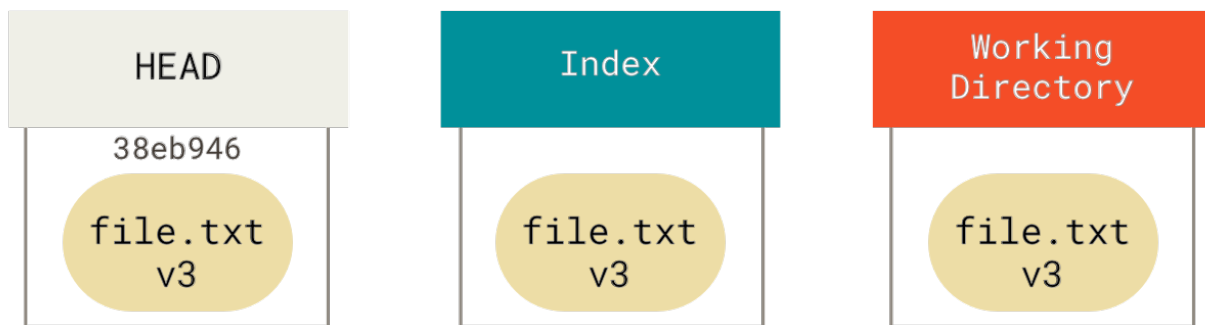 HEAD
38eb946
file.txt
v3
Index
file.txt
v3
Working
Directory
file.txt
v3